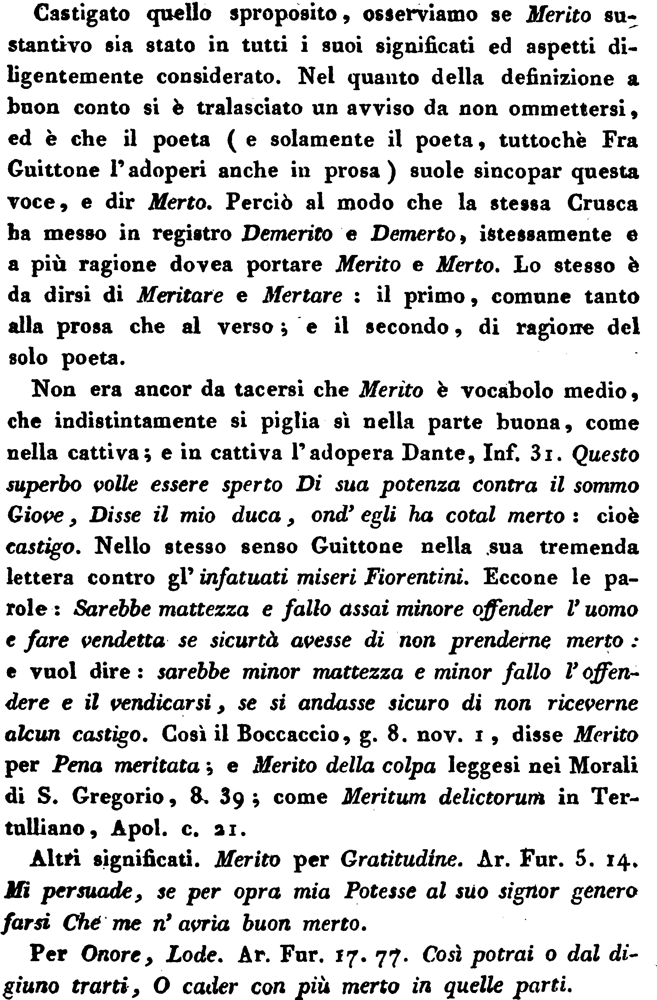 Castigato quello sproposito, osserviamo se Merito su-
stantivo sia stato in tutti i suoi significati ed aspetti di-
ligentemente considerato. Nel quanto della definizione a
buon conto si è tralasciato un avviso da non ommettersi,
ed è che il poeta ( e solamente il poeta, tuttochè Fra
Guittone l'adoperi anche in prosa ) suole sincopar questa
voce, e dir Merto. Perciò al modo che la stessa Crusca
ha messo in registro Demerito e Demerto, istessamente e
a più ragione dovea portare Merito e Merto. Lo stesso è
da dirsi di Meritare e Mertare : il primo, comune tanto
alla prosa che al verso ; e il secondo, di ragione del
solo poeta.
Non era ancor da tacersi che Merito è vocabolo medio,
che indistintamente si piglia sì nella parte buona, come
nella cattiva ; e in cattiva l'adopera Dante, Inf. 31. Questo
superbo volle essere sperto Di sua potenza contra il sommo
Giove, Disse il mio duca, ond' egli ha cotal merto : cioè
castigo. Nello stesso senso Guittone nella sua tremenda
lettera contro gl' infatuati miseri Fiorentini. Eccone le pa-
role : Sarebbe mattezza e fallo assai minore offender l' uomo
e fare vendetta se sicurtà avesse di non prenderne merto :
e vuol dire : sarebbe minor mattezza e minor fallo l' offen-
dere e il vendicarsi, se si andasse sicuro di non riceverne
alcun castigo. Così il Boccaccio, g. 8. nov. 1, disse Merito
per Pena meritata ; e Merito della colpa leggesi nei Morali
di S. Gregorio, 8. 39 ; come Meritum delictorum in Ter-
tulliano, Apol. c. 21.
Altri significati. Merito per Gratitudine. Ar. Fur. 5. 14.
Mi persuade, se per opra mia Potesse al suo signor genero
farsi Che me n' avria buon merto.
Per Onore, Lode. Ar. Fur. 17. 77. Così potrai o dal di-
giuno trarti, O cader con più merto in quelle parti.